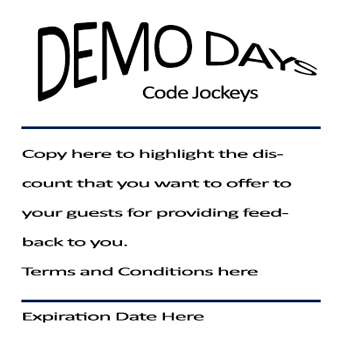 DEMO DAYS
Code Jockeys
Copy here to highlight the dis-
count that you want to offer to
your guests for providing feed-
back to you.
Terms and Conditions here
Expiration Date Here